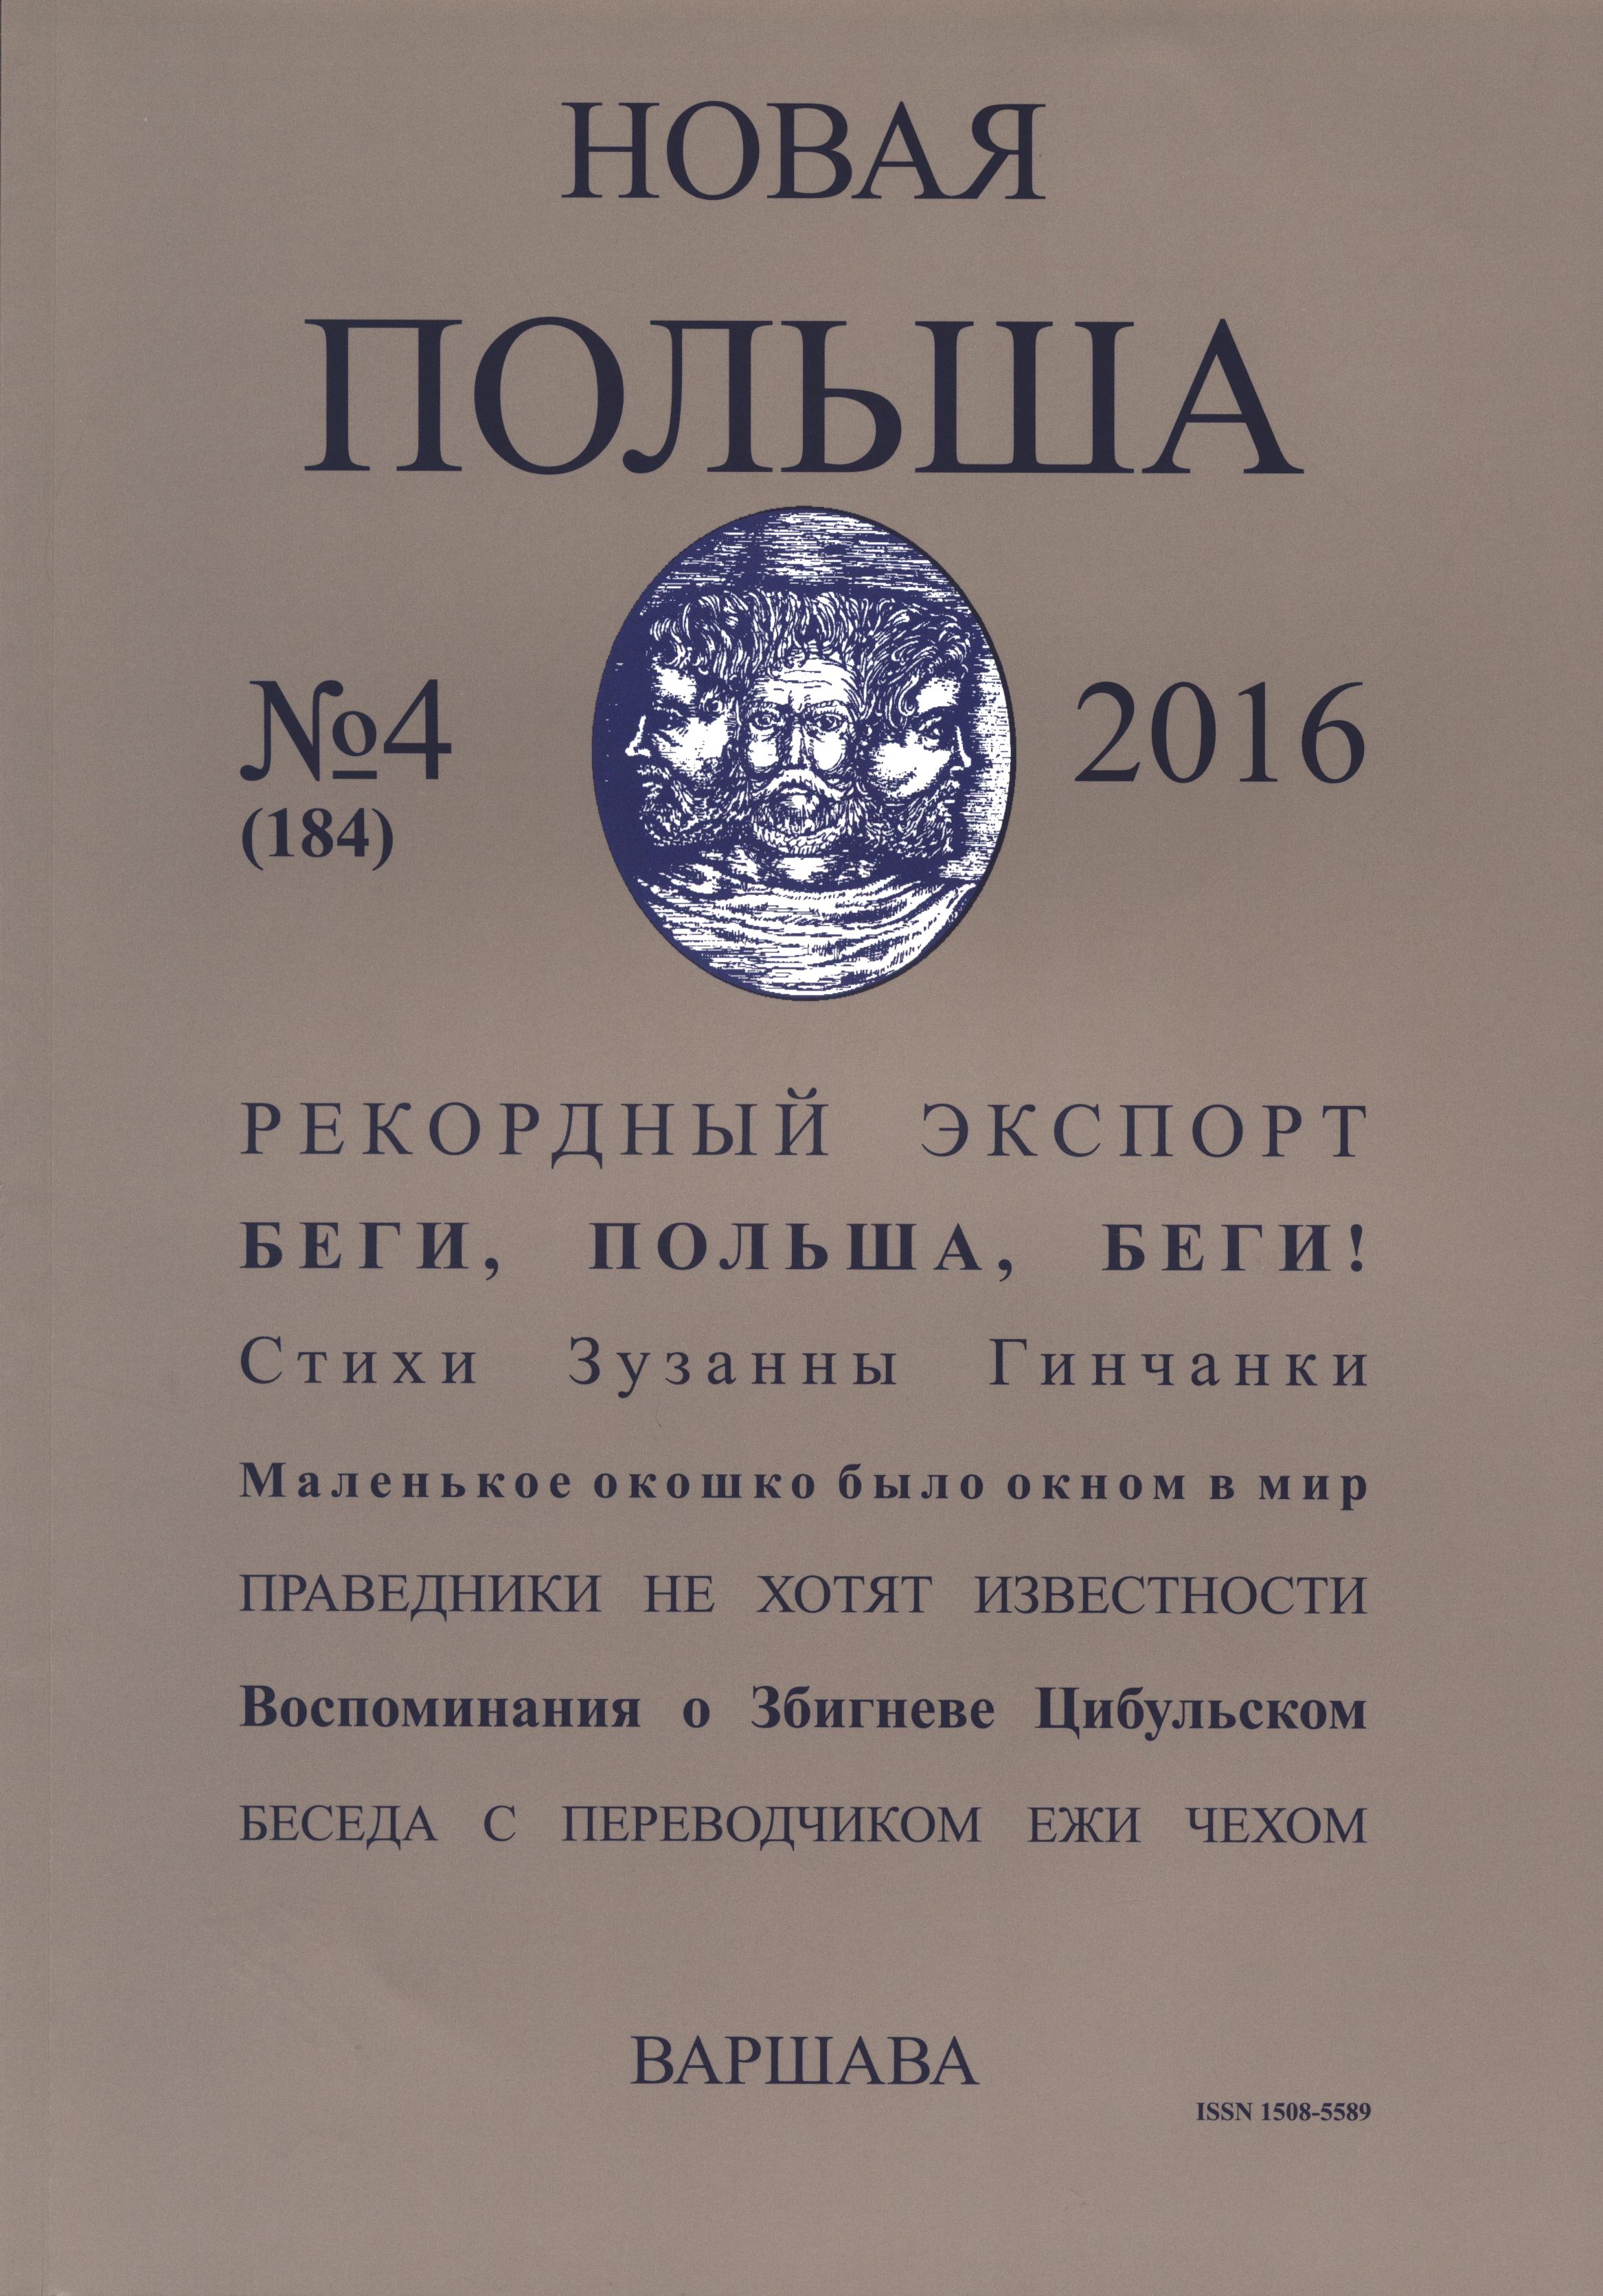 НОВАЯ
ПОЛЬША
№4
(184)
2016
РЕКОРДНЫЙ ЭКСПОРТ
БЕГИ, ПОЛЬША, БЕГИ!
Стихи Зузанны Гинчанки
Маленькое окошко было окном в мир
ПРАВЕДНИКИ НЕ ХОТЯТ ИЗВЕСТНОСТИ
Воспоминания о Збигневе Цибульском
БЕСЕДА С ПЕРЕВОДЧИКОМ ЕЖИ ЧЕХОМ
ВАРШАВА
ISSN 1508-5589